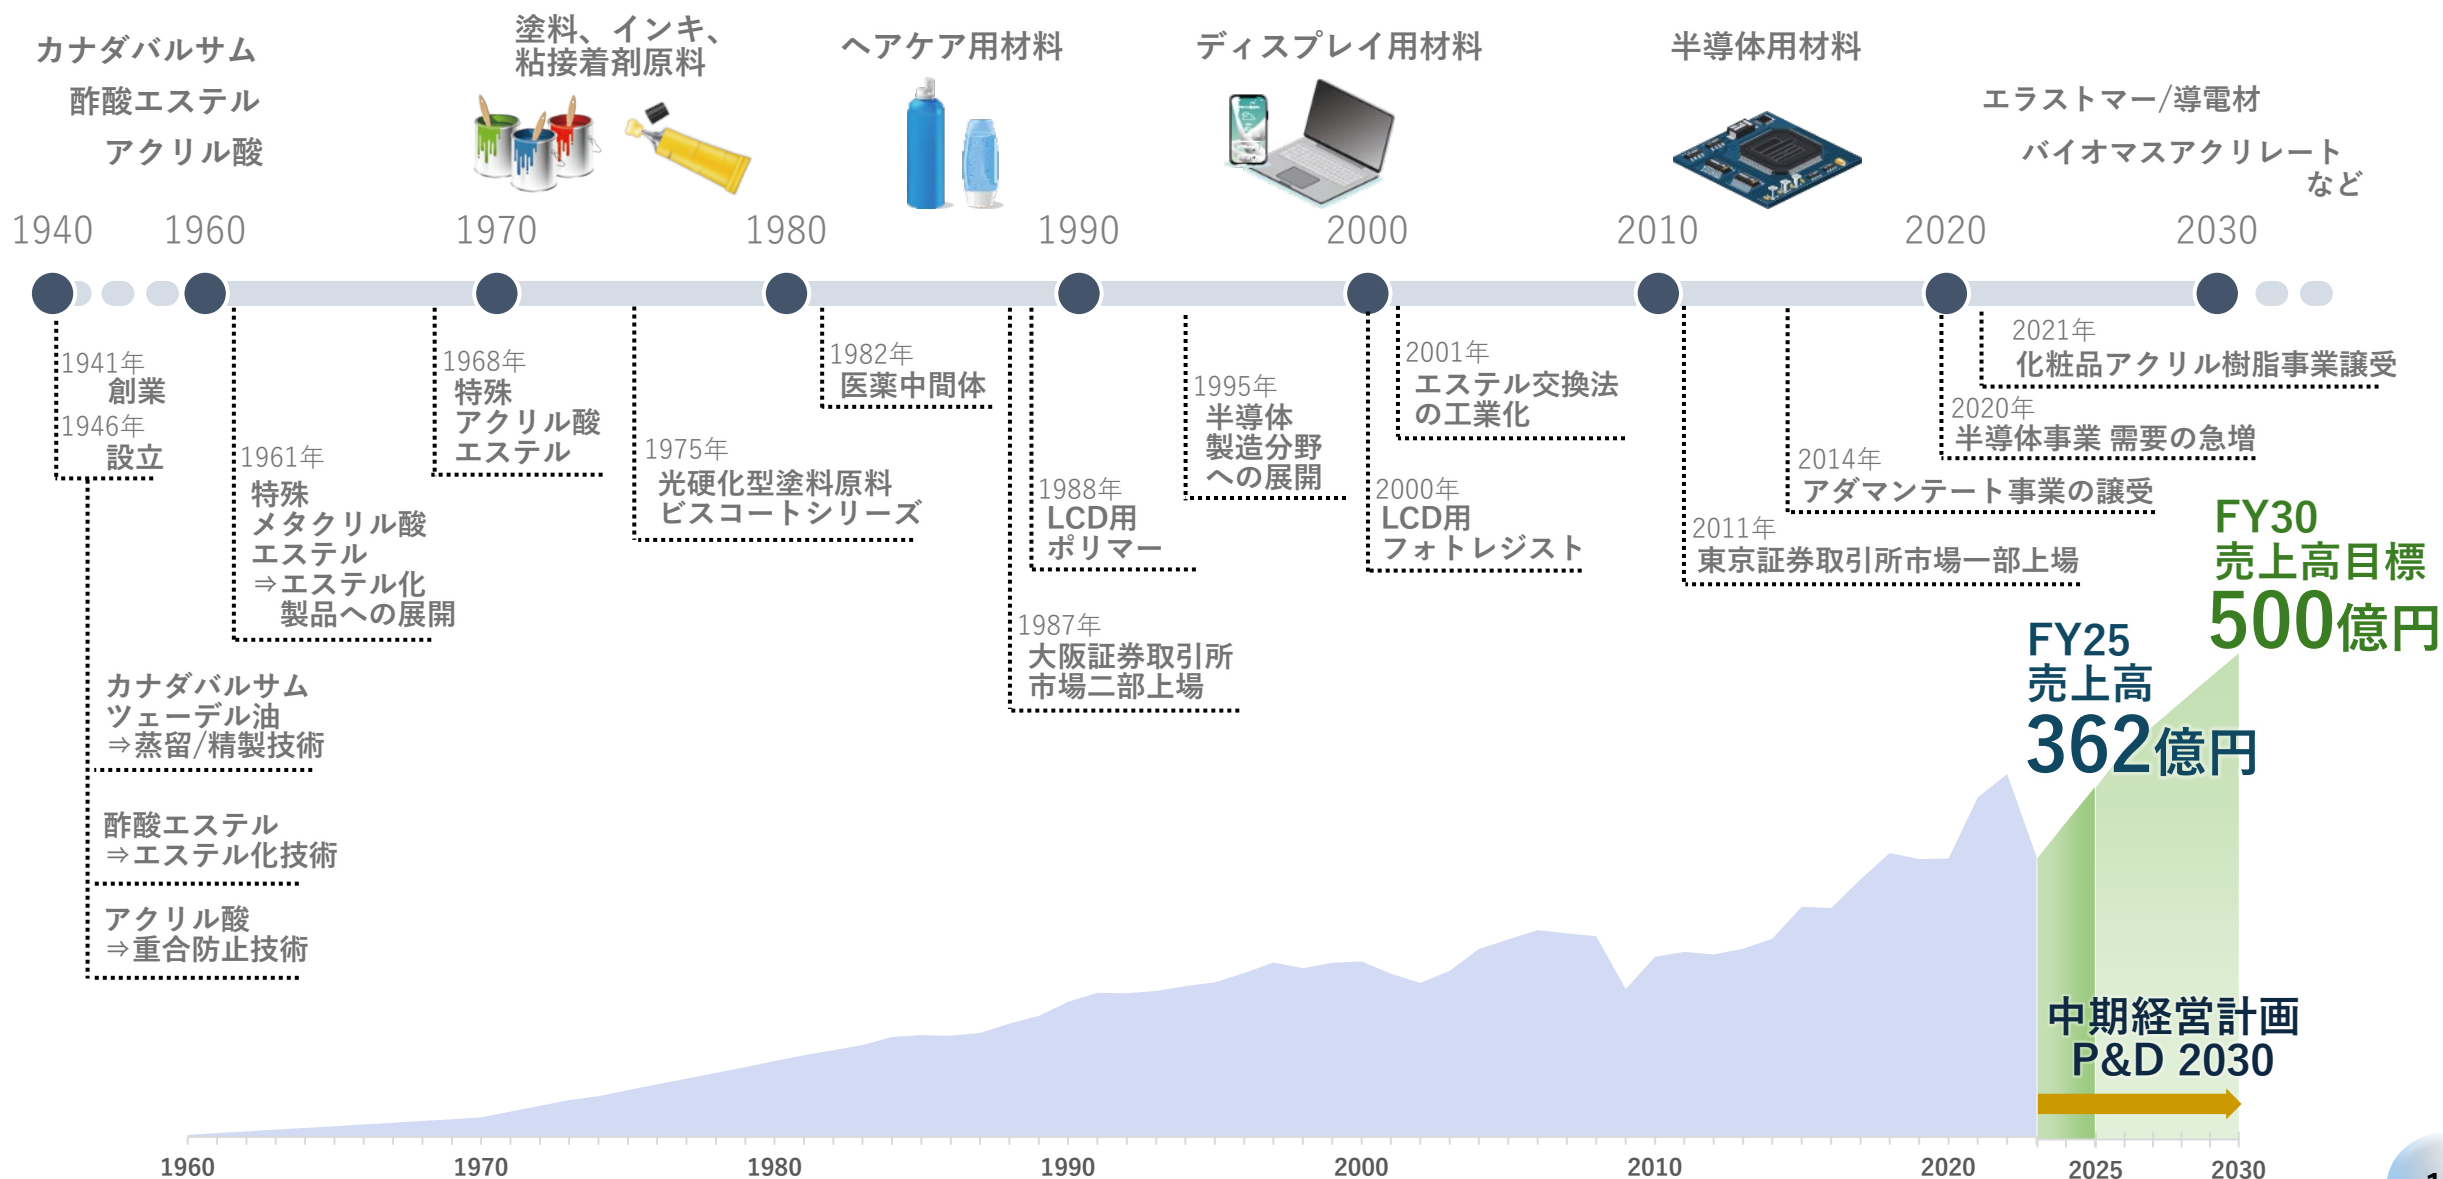 カナダバルサム
酢酸エステル
アクリル酸
塗料、インキ、
粘接着剤原料
ヘアケア用材料
ディスプレイ用材料
半導体用材料
エラストマー/導電材
バイオマスアクリレート
など
1940
1960
1970
1980
1990
2000
2010
2020
2030
1941年
創業
1946年
設立
カナダバルサム
ツェーデル油
⇒蒸留/精製技術
酢酸エステル
⇒エステル化技術
アクリル酸
⇒重合防止技術
1961年
特殊
メタクリル酸
エステル
⇒エステル化
製品への展開
1968年
特殊
アクリル酸
エステル
1975年
光硬化型塗料原料
ビスコートシリーズ
1982年
医薬中間体
1987年
大阪証券取引所
市場二部上場
1988年
LCD用
ポリマー
1995年
半導体
製造分野
への展開
2000年
LCD用
フォトレジスト
2001年
エステル交換法
の工業化
2011年
東京証券取引所市場一部上場
2014年
アダマンテート事業の譲受
2020年
半導体事業 需要の急増
2021年
化粧品アクリル樹脂事業譲受
FY30
売上高目標
500億円
FY25
売上高
362億円
中期経営計画
P&D 2030
1960
1970
1980
1990
2000
2010
2020
2025
2030